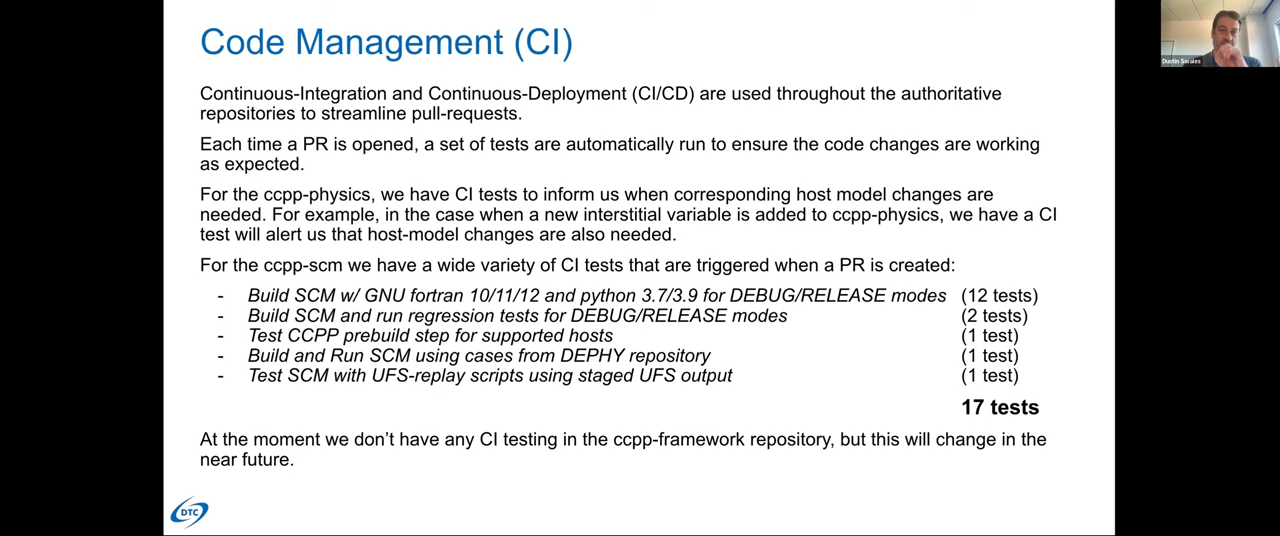 Code Management (CI)
Continuous-Integration and Continuous-Deployment (CI/CD) are used throughout the authoritative
repositories to streamline pull-requests.
Each time a PR is opened, a set of tests are automatically run to ensure the code changes are working
as expected.
For the ccpp-physics, we have CI tests to inform us when corresponding host model changes are
needed. For example, in the case when a new interstitial variable is added to ccpp-physics, we have a CI
test will alert us that host-model changes are also needed.
For the ccpp-scm we have a wide variety of CI tests that are triggered when a PR is created:
- Build SCM w/ GNU fortran 10/11/12 and python 3.7/3.9 for DEBUG/RELEASE modes (12 tests)
- Build SCM and run regression tests for DEBUG/RELEASE modes (2 tests)
- Test CCPP prebuild step for supported hosts (1 test)
- Build and Run SCM using cases from DEPHY repository (1 test)
- Test SCM with UFS-replay scripts using staged UFS output (1 test)
17 tests
At the moment we don't have any CI testing in the ccpp-framework repository, but this will change in the
near future.
DTC
Dustin Swales